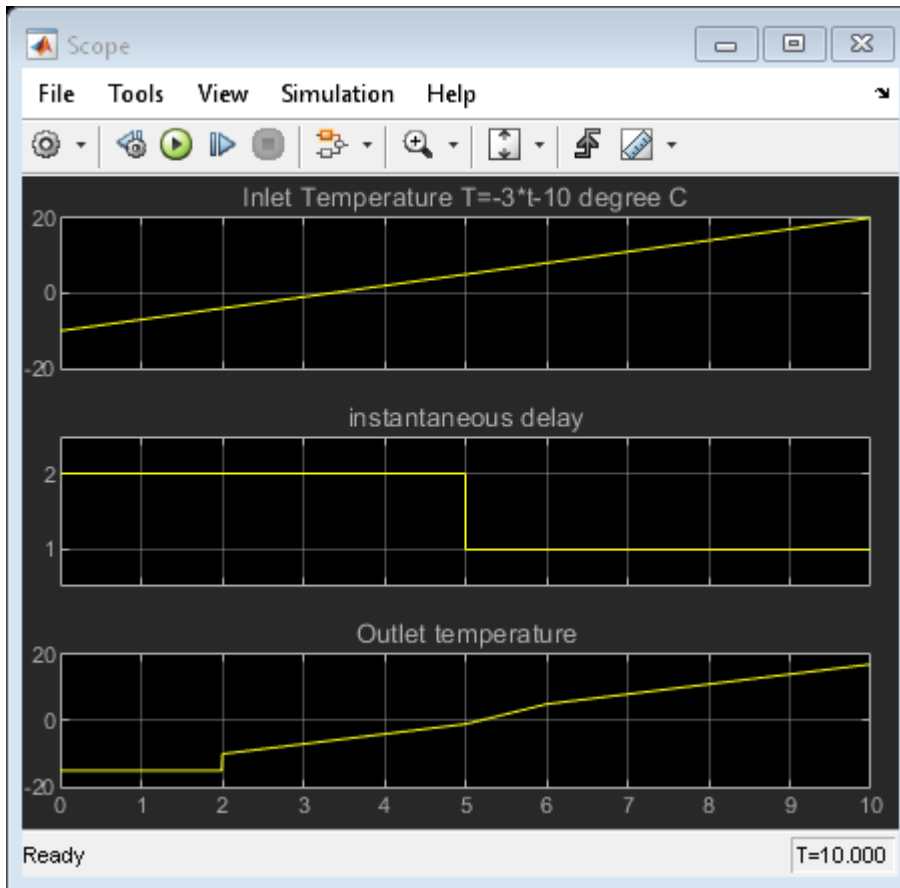 Scope
File Tools View Simulation Help
Inlet Temperature T=-3*t-10 degree C
20
0
-20
instantaneous delay
2
1
Outlet temperature
20
0
-20
0 1 2 3 4 5 6 7 8 9 10
Ready T=10.000